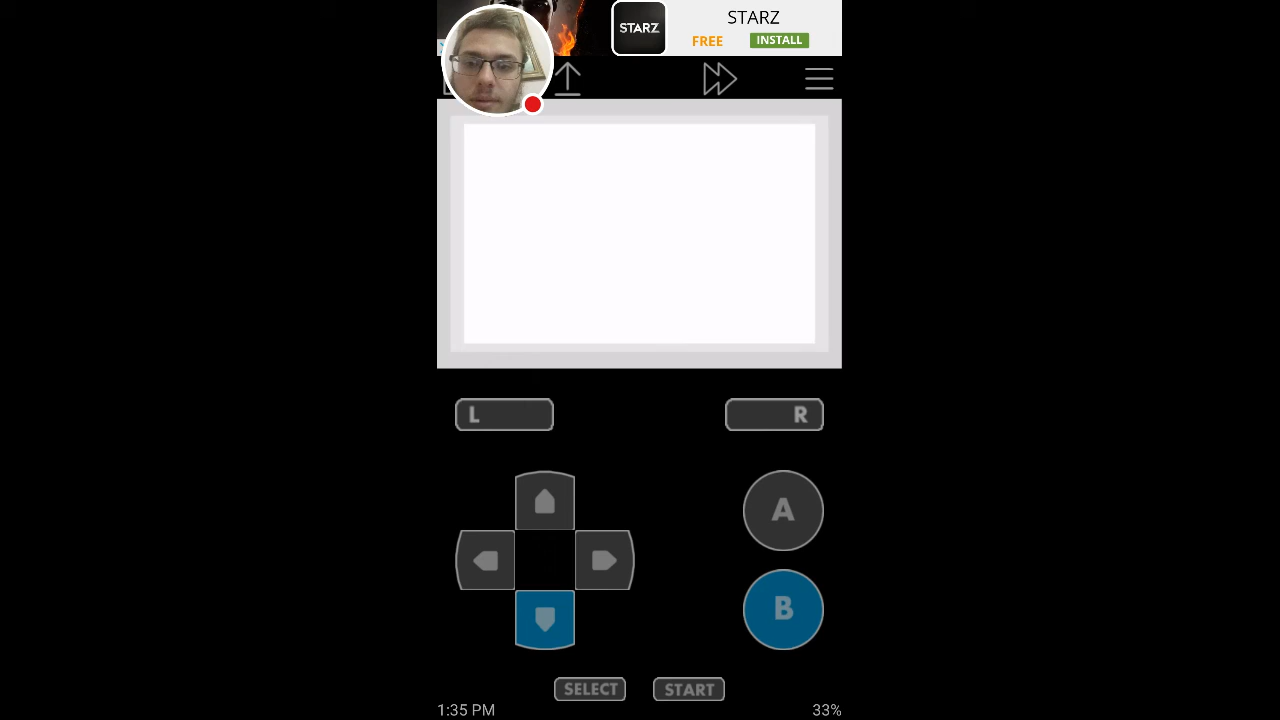 STARZ
STARZ
FREE
INSTALL
L
R
A
B
SELECT
START
1:35 PM
33%